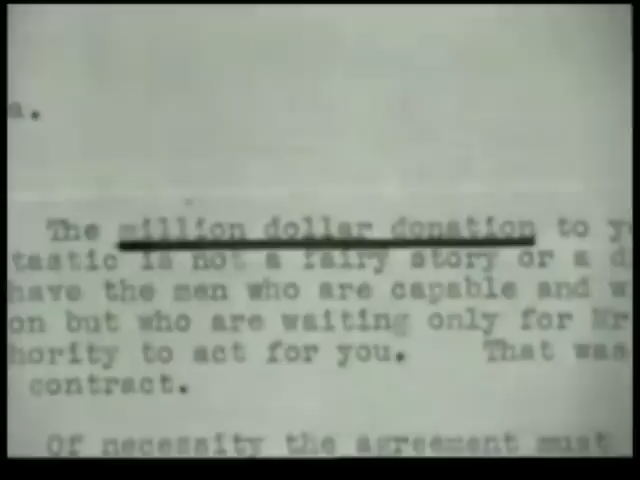 a.
The million dollar donation to y
tastic is not a fairy story or a d
have the men who are capable and w
on but who are waiting only for Mr
hority to act for you. That was
contract.
Of necessity the agreement must